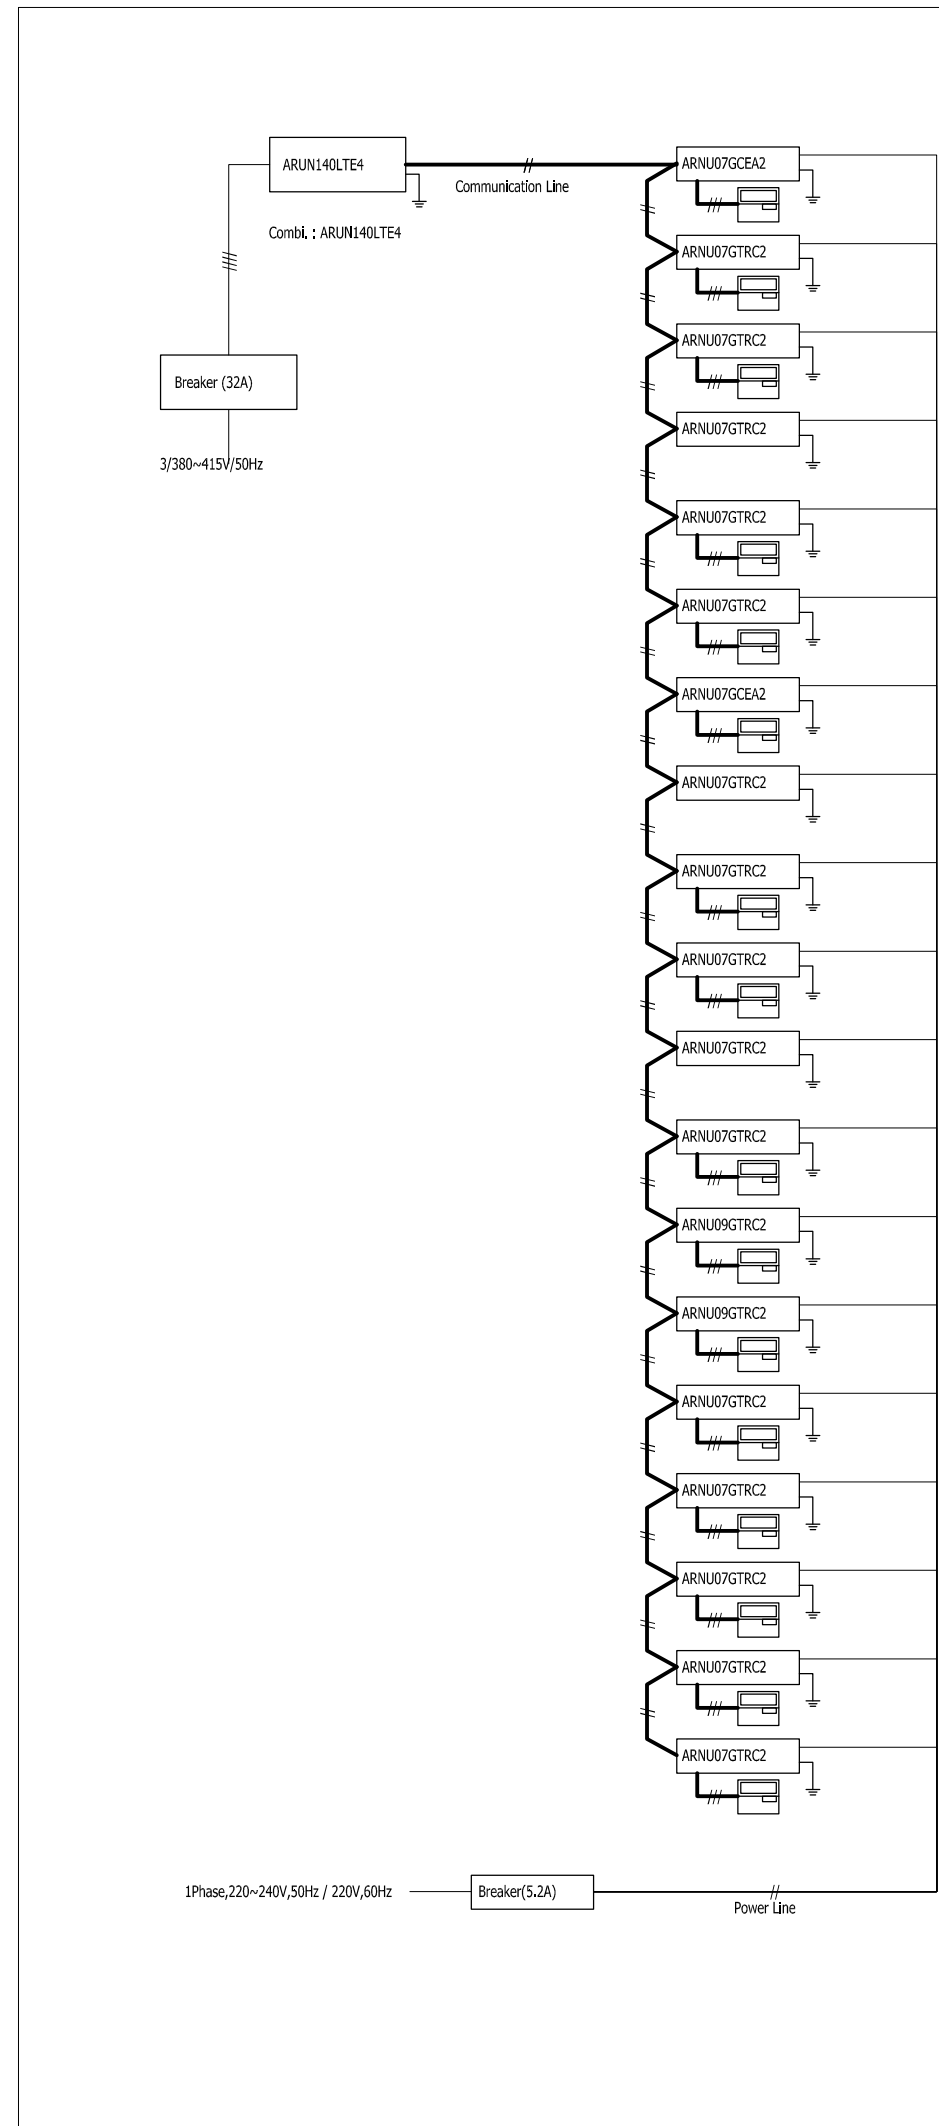 ARUN140LTE4
Communication Line
Combi. : ARUN140LTE4
Breaker (32A)
3/380~415V/50Hz
ARNU07GCEA2
ARNU07GTRC2
ARNU07GTRC2
ARNU07GTRC2
ARNU07GTRC2
ARNU07GTRC2
ARNU07GCEA2
ARNU07GTRC2
ARNU07GTRC2
ARNU07GTRC2
ARNU07GTRC2
ARNU07GTRC2
ARNU09GTRC2
ARNU09GTRC2
ARNU07GTRC2
ARNU07GTRC2
ARNU07GTRC2
ARNU07GTRC2
ARNU07GTRC2
1Phase,220~240V,50Hz / 220V,60Hz
Breaker(5.2A)
Power Line